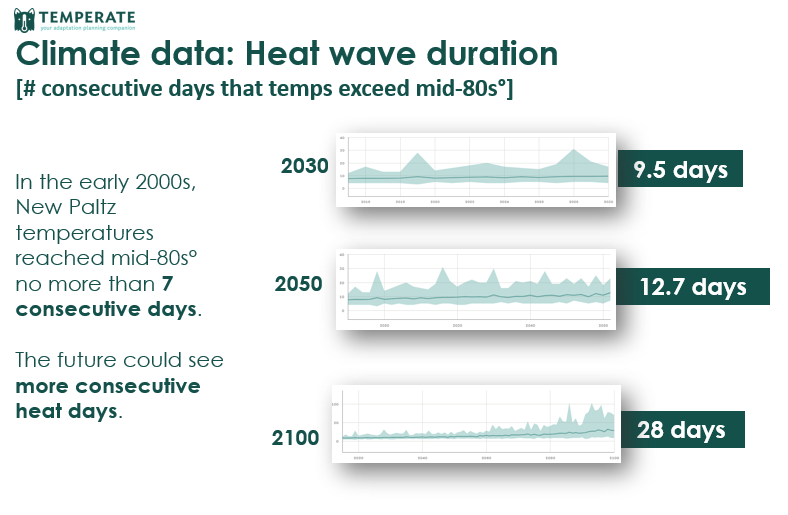 TEMPERATE
your adaptation planning companion
Climate data: Heat wave duration
[# consecutive days that temps exceed mid-80s°]
In the early 2000s,
New Paltz
temperatures
reached mid-80s°
no more than 7
consecutive days.
The future could see
more consecutive
heat days.
2030
9.5 days
2050
12.7 days
2100
28 days